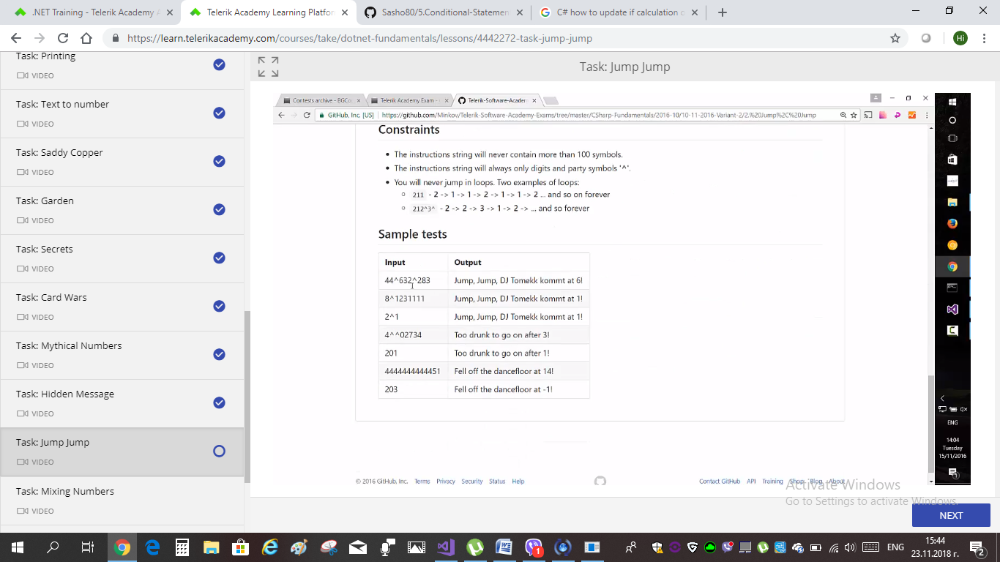 .NET Training - Telerik Academy A
Telerik Academy Learning Platfor
Sasho80/5.Conditional-Statemen
C# how to update if calculation o
https://learn.telerikacademy.com/courses/take/dotnet-fundamentals/lessons/4442272-task-jump-jump
Hi
Task: Printing
VIDEO
Task: Text to number
VIDEO
Task: Saddy Copper
VIDEO
Task: Garden
VIDEO
Task: Secrets
VIDEO
Task: Card Wars
VIDEO
Task: Mythical Numbers
VIDEO
Task: Hidden Message
VIDEO
Task: Jump Jump
VIDEO
Task: Mixing Numbers
VIDEO
Task: Jump Jump
Contests archive - BGCo
Telerik Academy Exam -
Telerik-Software-Academ
GitHub, Inc. [US]
https://github.com/Minkov/Telerik-Software-Academy-Exams/tree/master/CSharp-Fundamentals/2016-10/10-11-2016-Variant-2/2.%20Jump%2C%20Jump
Constraints
The instructions string will never contain more than 100 symbols.
The instructions string will always only digits and party symbols '^'.
You will never jump in loops. Two examples of loops:
211 - 2 -> 1 -> 1 -> 2 -> 1 -> 1 -> 2 ... and so on forever
212^3^ - 2 -> 2 -> 3 -> 1 -> 2 -> ... and so forever
Sample tests
Input Output
44^632^283 Jump, Jump, DJ Tomekk kommt at 6!
8^1231111 Jump, Jump, DJ Tomekk kommt at 1!
2^1 Jump, Jump, DJ Tomekk kommt at 1!
4^^02734 Too drunk to go on after 3!
201 Too drunk to go on after 1!
4444444444451 Fell off the dancefloor at 14!
203 Fell off the dancefloor at -1!
© 2016 GitHub, Inc. Terms Privacy Security Status Help
Contact GitHub API Training Shop Blog About
ENG
14:04
Tuesday
15/11/2016
1
Activate Windows
Go to Settings to activate Windows.
NEXT
1
ENG
15:44
23.11.2018 г.
2